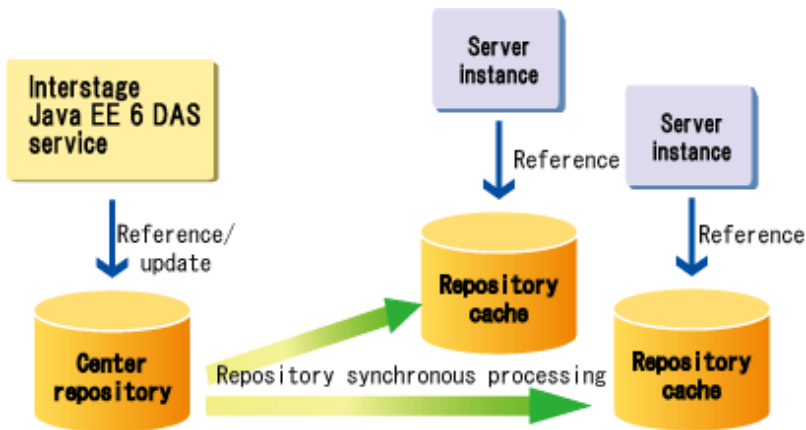 Interstage
Java EE 6 DAS
service
Reference/
update
Center
repository
Server
instance
Reference
Repository
cache
Server
instance
Reference
Repository
cache
Repository synchronous processing